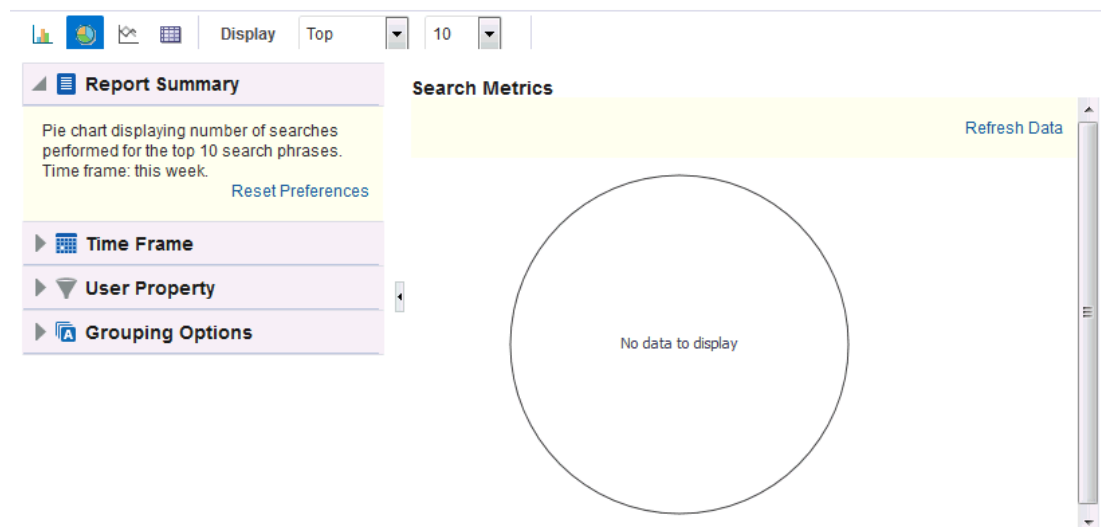 Display Top 10
Report Summary
Pie chart displaying number of searches
performed for the top 10 search phrases.
Time frame: this week.
Reset Preferences
Time Frame
User Property
A Grouping Options
Search Metrics
Refresh Data
No data to display